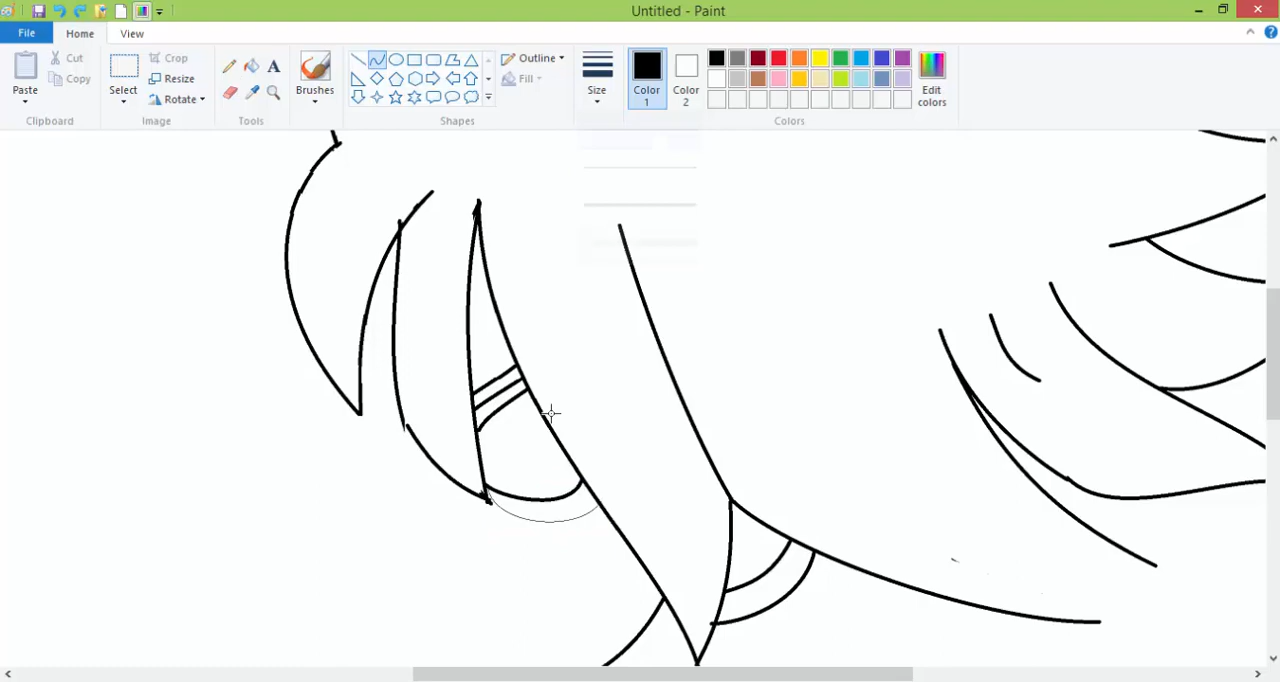 Untitled - Paint
File
Home
View
Paste
Cut
Copy
Clipboard
Select
Crop
Resize
Rotate
Image
A
Tools
Brushes
Outline
Fill
Shapes
Size
Color 1
Color 2
Edit colors
Colors